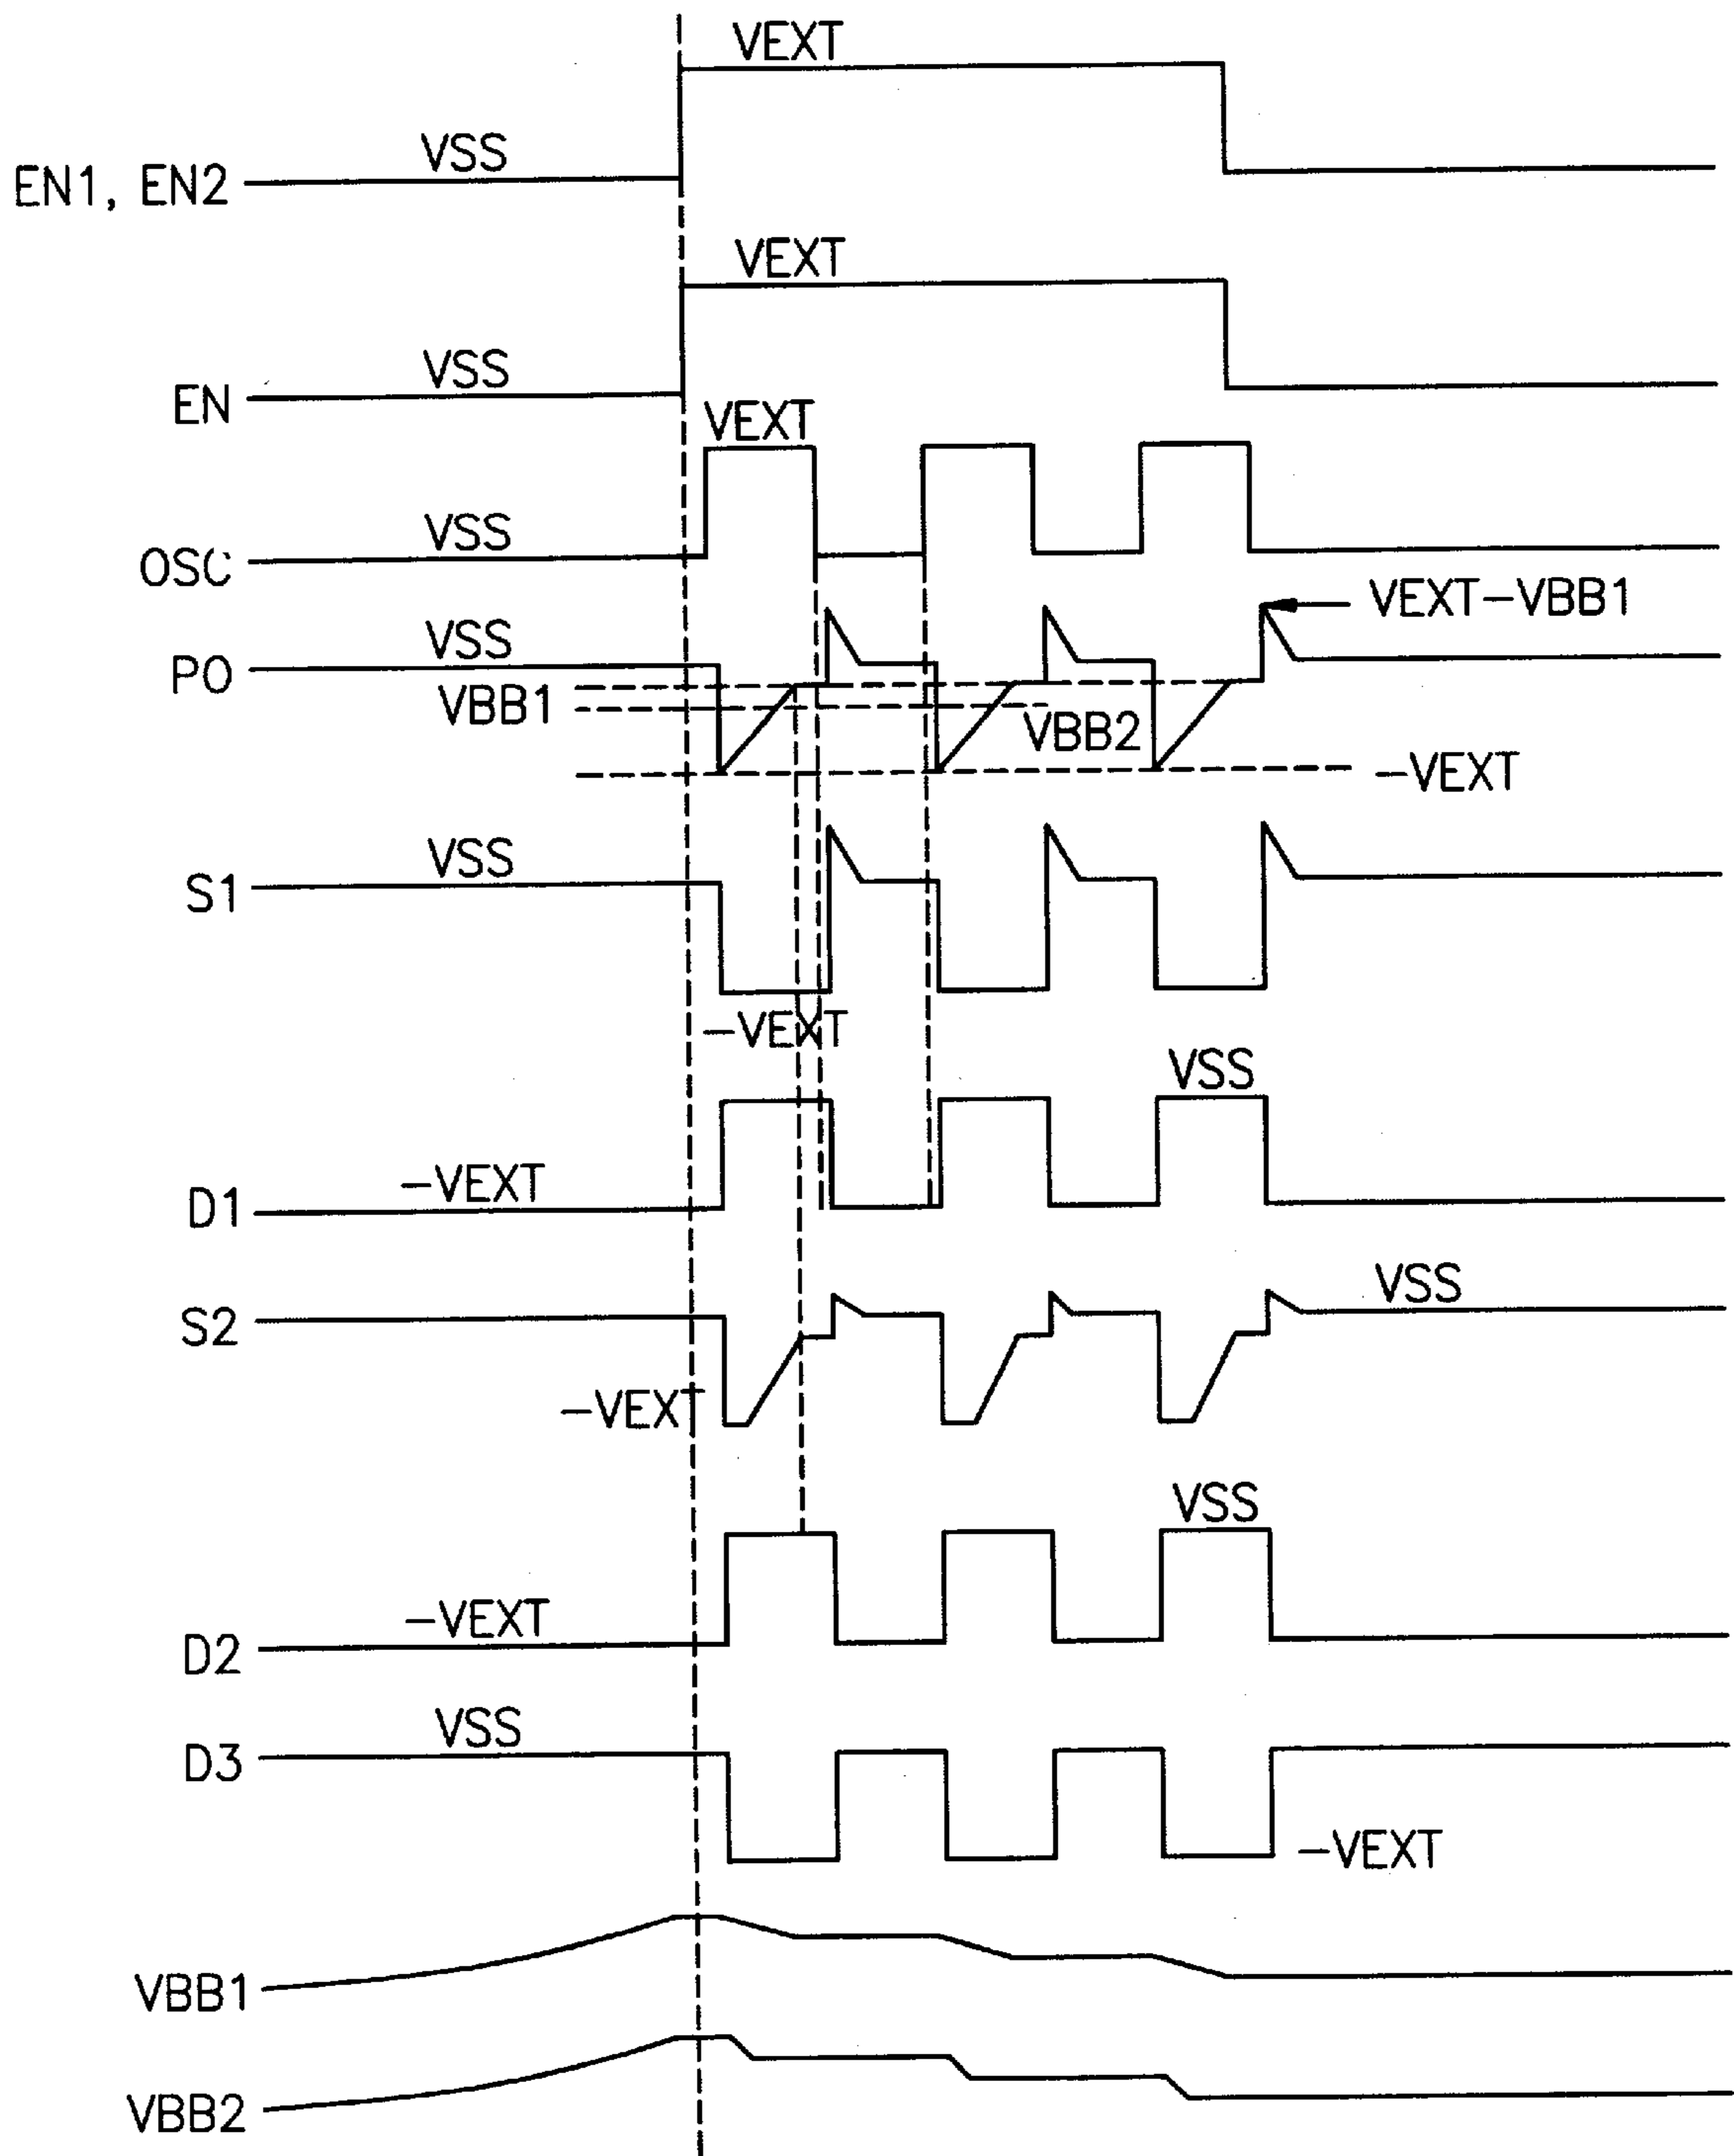 VEXT
VSS
EN1, EN2
VEXT
VSS
EN
VEXT
VSS
OSC
VEXT-VBB1
VSS
PO
VBB1
VBB2
-VEXT
VSS
S1
-VEXT
VSS
-VEXT
D1
VSS
S2
-VEXT
VSS
-VEXT
D2
VSS
D3
-VEXT
VBB1
VBB2